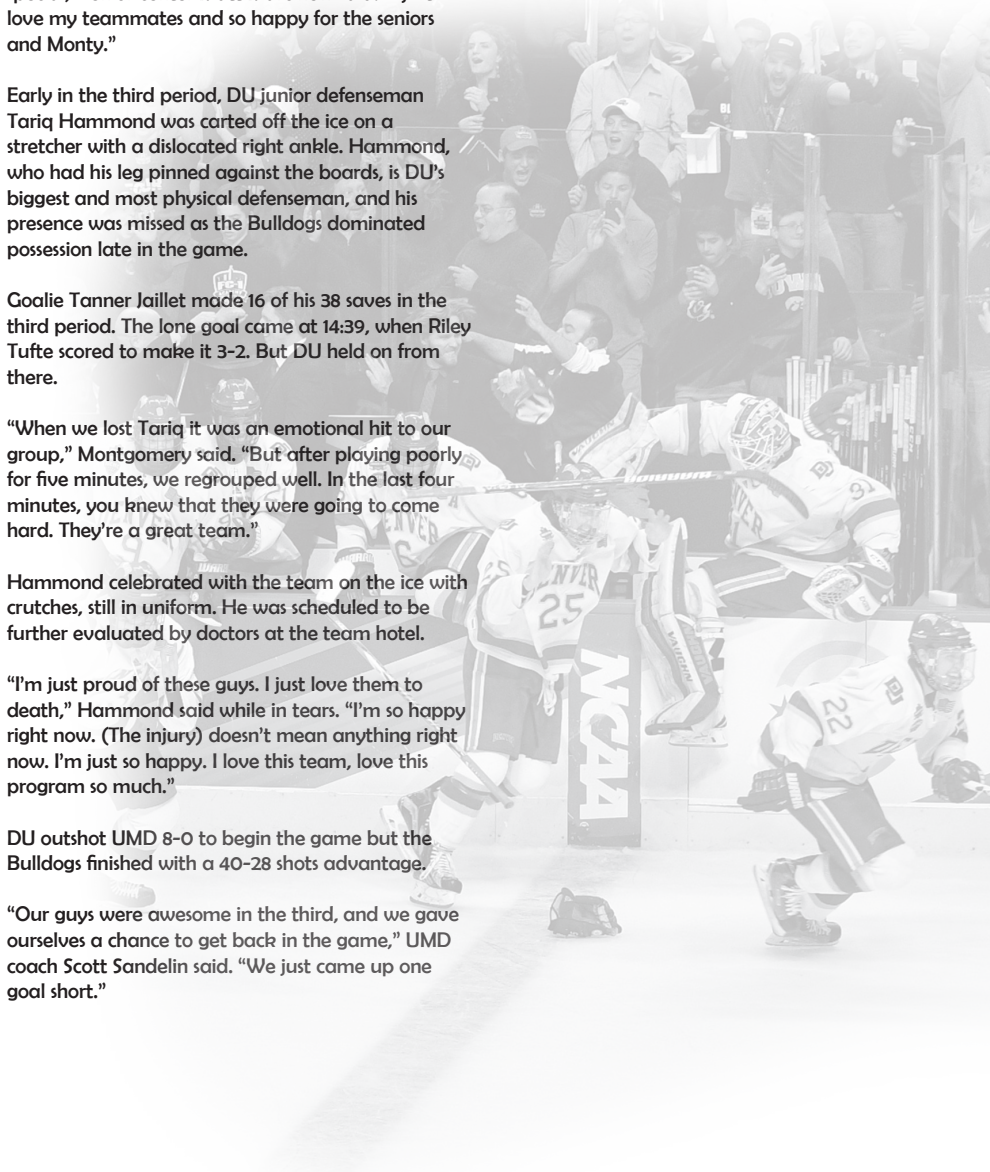 and Monty.”
love my teammates and so happy for the seniors
Early in the third period, DU junior defenseman
Tariq Hammond was carted off the ice on a
stretcher with a dislocated right ankle. Hammond,
who had his leg pinned against the boards, is DU’s
biggest and most physical defenseman, and his
presence was missed as the Bulldogs dominated
possession late in the game.
Goalie Tanner Jaillet made 16 of his 38 saves in the
third period. The lone goal came at 14:39, when Riley
Tufte scored to make it 3-2. But DU held on from
there.
“When we lost Tariq it was an emotional hit to our
group,” Montgomery said. “But after playing poorly
for five minutes, we regrouped well. In the last four
minutes, you knew that they were going to come
hard. They’re a great team.”
Hammond celebrated with the team on the ice with
crutches, still in uniform. He was scheduled to be
further evaluated by doctors at the team hotel.
“I’m just proud of these guys. I just love them to
death,” Hammond said while in tears. “I’m so happy
right now. (The injury) doesn’t mean anything right
now. I’m just so happy. I love this team, love this
program so much.”
DU outshot UMD 8-0 to begin the game but the
Bulldogs finished with a 40-28 shots advantage.
“Our guys were awesome in the third, and we gave
ourselves a chance to get back in the game,” UMD
coach Scott Sandelin said. “We just came up one
goal short.”
25
31
22
VAUGHN
NCAA